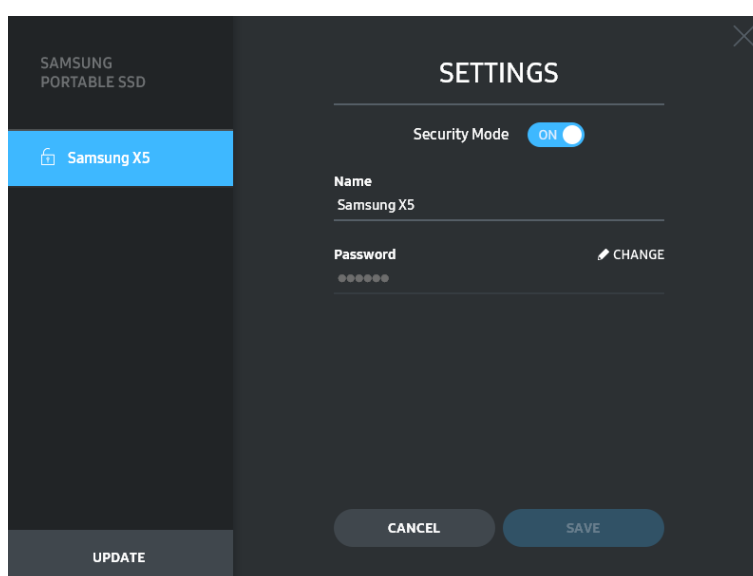 SAMSUNG
PORTABLE SSD
Samsung X5
UPDATE
SETTINGS
Security Mode ON
Name
Samsung X5
Password CHANGE
●●●●●●
CANCEL SAVE